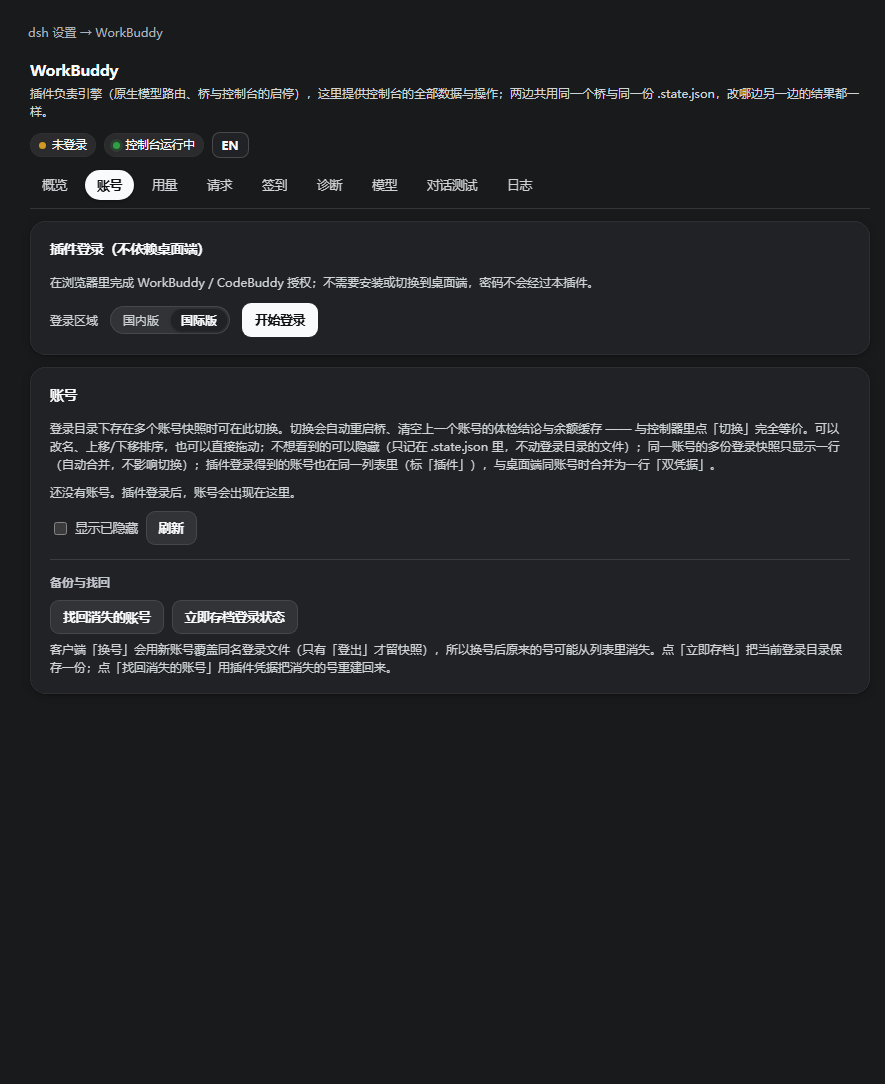 dsh 设置 → WorkBuddy
WorkBuddy
插件负责引擎（原生模型路由、桥与控制台的启停），这里提供控制台的全部数据与操作；两边共用同一个桥与同一份 .state.json，改哪边另一边的结果都一
样。
未登录 控制台运行中 EN
概览 账号 用量 请求 签到 诊断 模型 对话测试 日志
插件登录（不依赖桌面端）
在浏览器里完成 WorkBuddy / CodeBuddy 授权；不需要安装或切换到桌面端，密码不会经过本插件。
登录区域 国内版 国际版 开始登录
账号
登录目录下存在多个账号快照时可在此切换。切换会自动重启桥、清空上一个账号的体检结论与余额缓存 —— 与控制器里点「切换」完全等价。可以
改名、上移/下移排序，也可以直接拖动；不想看到的可以隐藏（只记在 .state.json 里，不动登录目录的文件）；同一账号的多份登录快照只显示一行
（自动合并，不影响切换）；插件登录得到的账号也在同一列表里（标「插件」），与桌面端同账号时合并为一行「双凭据」。
还没有账号。插件登录后，账号会出现在这里。
显示已隐藏 刷新
备份与找回
找回消失的账号 立即存档登录状态
客户端「换号」会用新账号覆盖同名登录文件（只有「登出」才留快照），所以换号后原来的号可能从列表里消失。点「立即存档」把当前登录目录保
存一份；点「找回消失的账号」用插件凭据把消失的号重建回来。